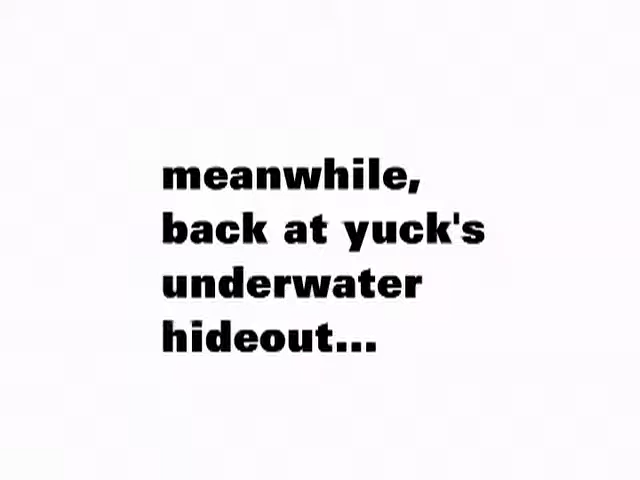 meanwhile,
back at yuck's
underwater
hideout...